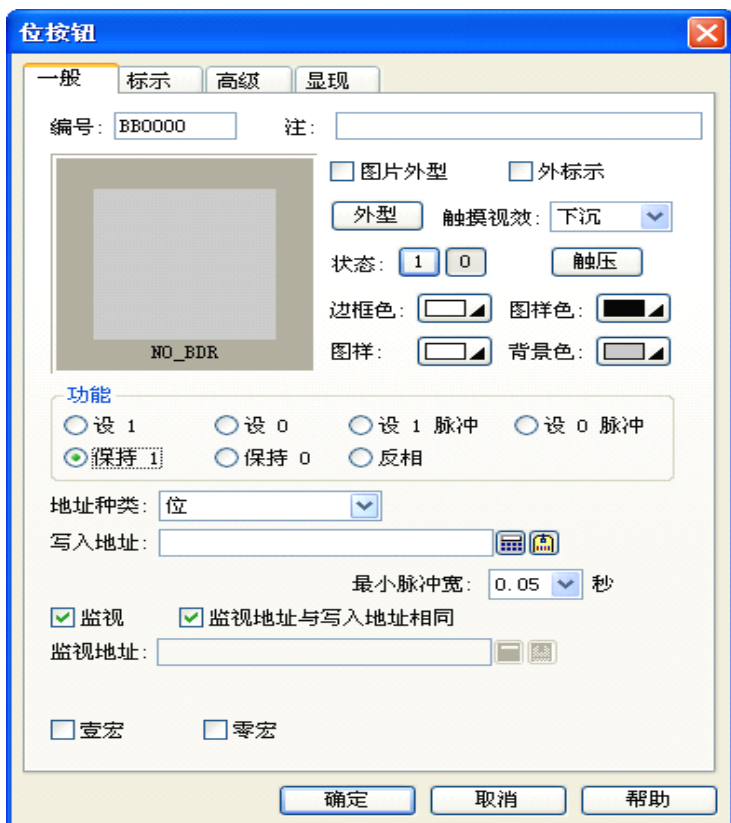 位按钮
一般 标示 高级 显现
编号: BB0000 注:
图片外型 外标示
外型 触摸视效: 下沉
状态: 1 0 触压
边框色: 图样色:
NO_BDR 图样: 背景色:
功能
设 1 设 0 设 1 脉冲 设 0 脉冲
保持 1 保持 0 反相
地址种类: 位
写入地址:
最小脉冲宽: 0.05 秒
监视 监视地址与写入地址相同
监视地址:
壹宏 零宏
确定 取消 帮助